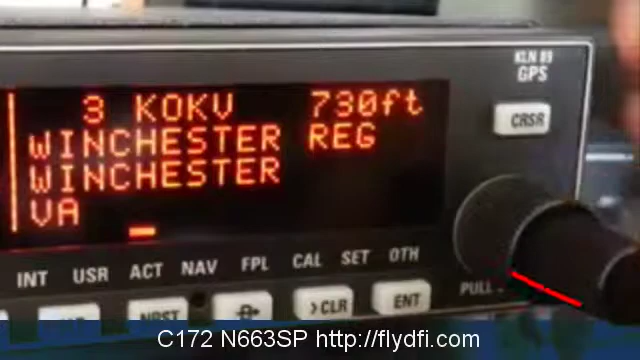 KLN 89
GPS
3 KOKV 730ft
WINCHESTER REG
WINCHESTER
VA
CRSR
INT USR ACT NAV FPL CAL SET OTH
PULL
NRST
>CLR
ENT
C172 N663SP http://flydfi.com